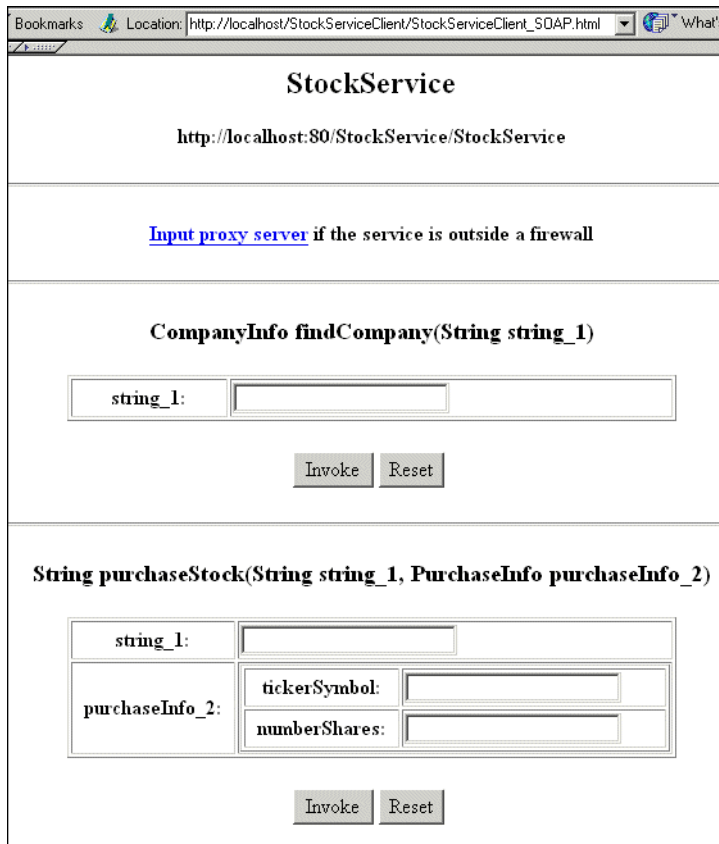 Bookmarks Location: http://localhost/StockServiceClient/StockServiceClient_SOAP.html What'
StockService
http://localhost:80/StockService/StockService
Input proxy server if the service is outside a firewall
CompanyInfo findCompany(String string_1)
string_1:
Invoke Reset
String purchaseStock(String string_1, PurchaseInfo purchaseInfo_2)
string_1:
purchaseInfo_2:
tickerSymbol:
numberShares:
Invoke Reset